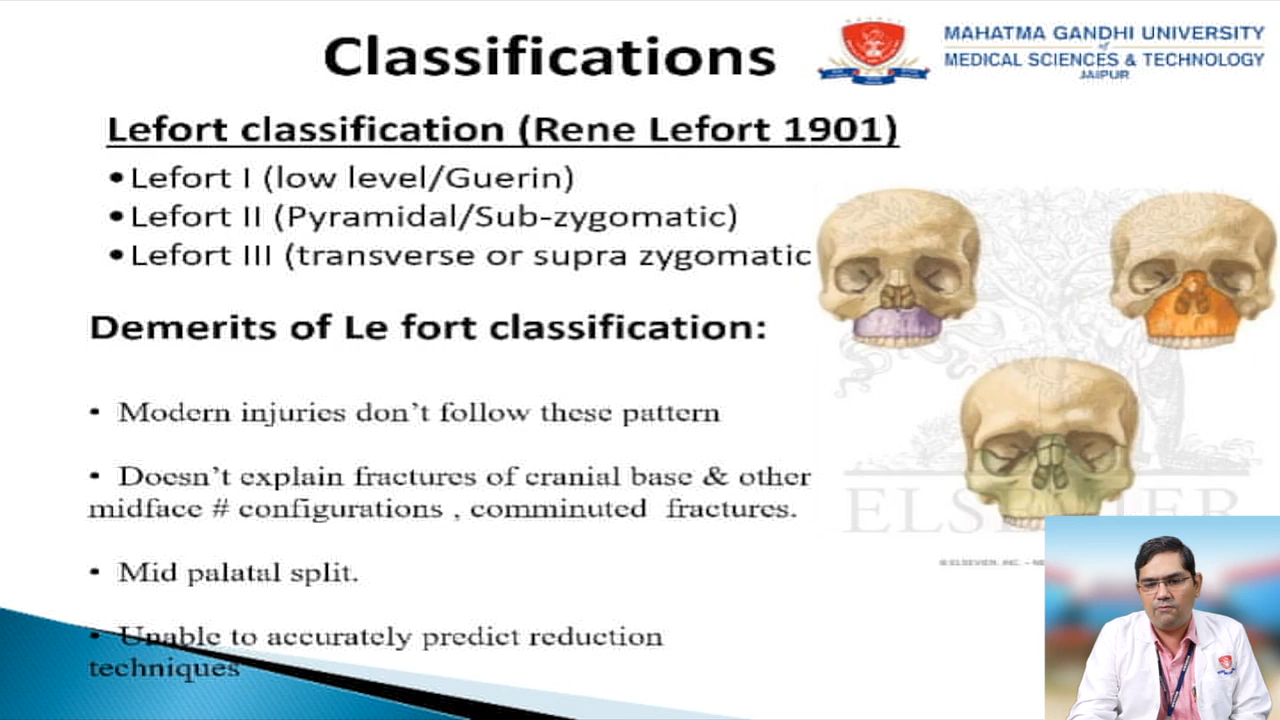 Classifications
MAHATMA GANDHI UNIVERSITY
of
MEDICAL SCIENCES & TECHNOLOGY
JAIPUR
Lefort classification (Rene Lefort 1901)
•Lefort I (low level/Guerin)
•Lefort II (Pyramidal/Sub-zygomatic)
•Lefort III (transverse or supra zygomatic
Demerits of Le fort classification:
• Modern injuries don’t follow these pattern
• Doesn’t explain fractures of cranial base & other
midface # configurations , comminuted fractures.
• Mid palatal split.
• Unable to accurately predict reduction
techniques
ELSEVIER
© ELSEVIER, INC. –